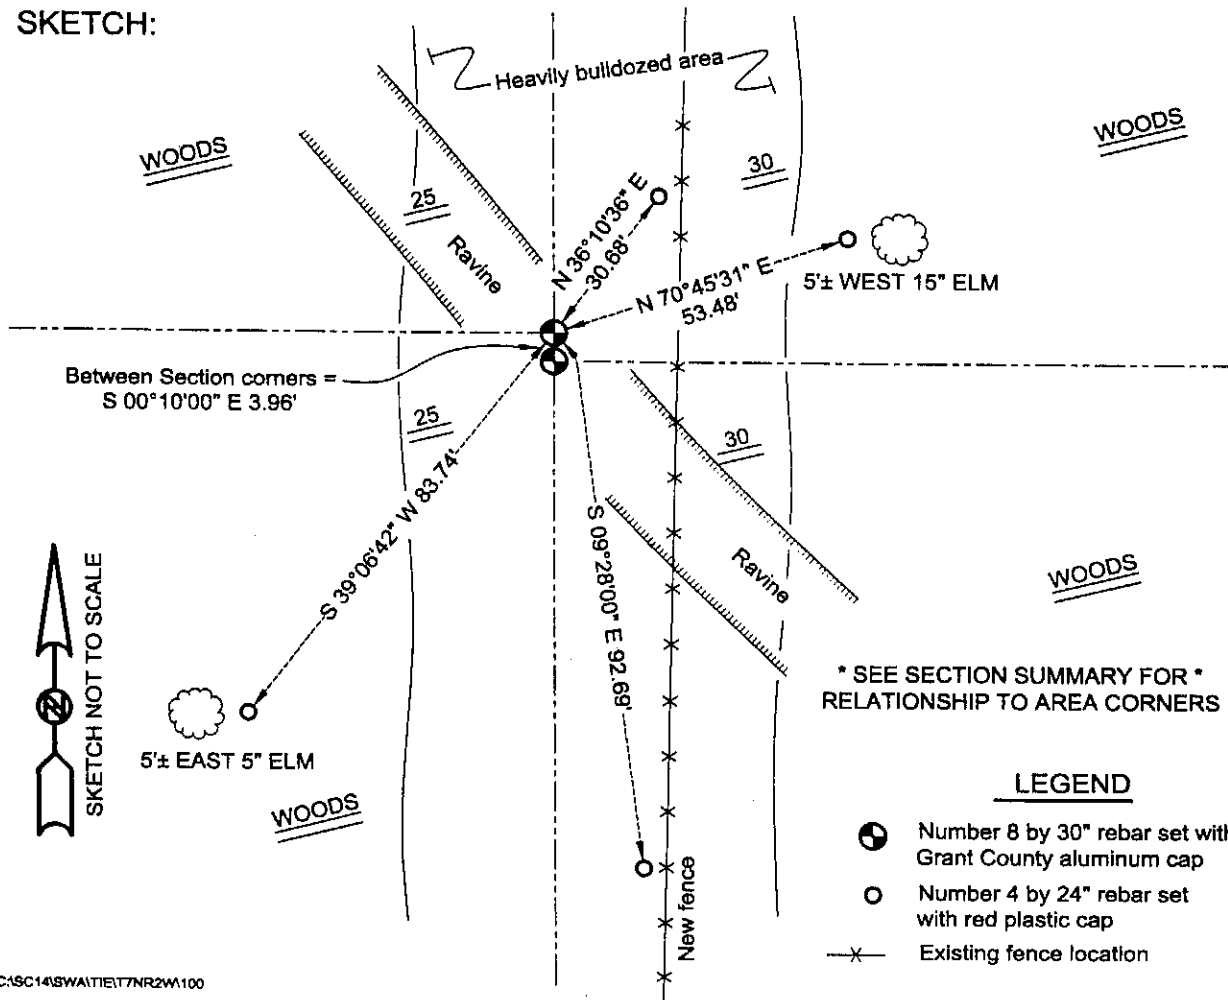 SKETCH:
Heavily bulldozed area
WOODS
WOODS
25
30
Ravine
N 36°10'36" E
30.68'
N 70°45'31" E
53.48'
5'± WEST 15" ELM
Between Section corners =
S 00°10'00" E 3.96'
25
30
S 39°06'42" W 83.74'
S 09°28'00" E 92.69'
Ravine
WOODS
SKETCH NOT TO SCALE
N
5'± EAST 5" ELM
WOODS
* SEE SECTION SUMMARY FOR *
RELATIONSHIP TO AREA CORNERS
New fence
LEGEND
Number 8 by 30" rebar set with
Grant County aluminum cap
Number 4 by 24" rebar set
with red plastic cap
Existing fence location
C:\SC14\SWA\TIE\T7NR2W\100